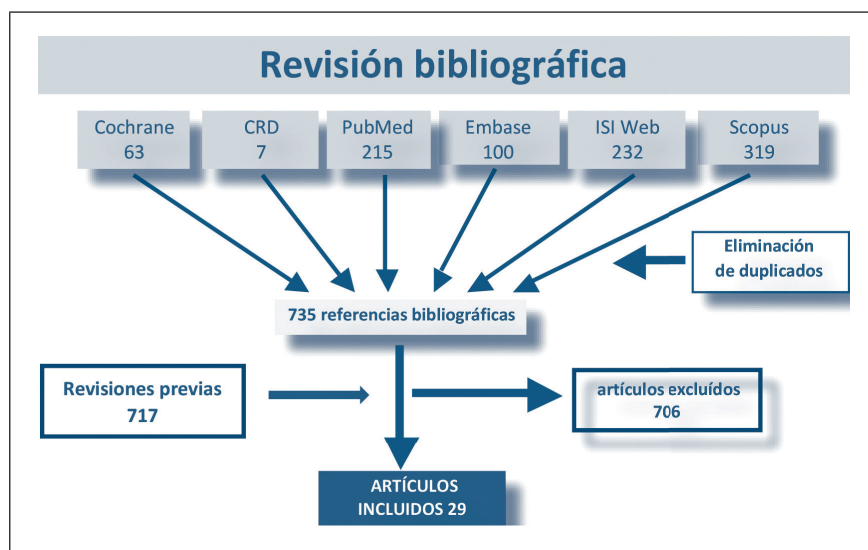 Revisión bibliográfica
Cochrane
63
CRD
7
PubMed
215
Embase
100
ISI Web
232
Scopus
319
Eliminación
de duplicados
735 referencias bibliográficas
Revisiones previas
717
artículos excluídos
706
ARTÍCULOS
INCLUIDOS 29